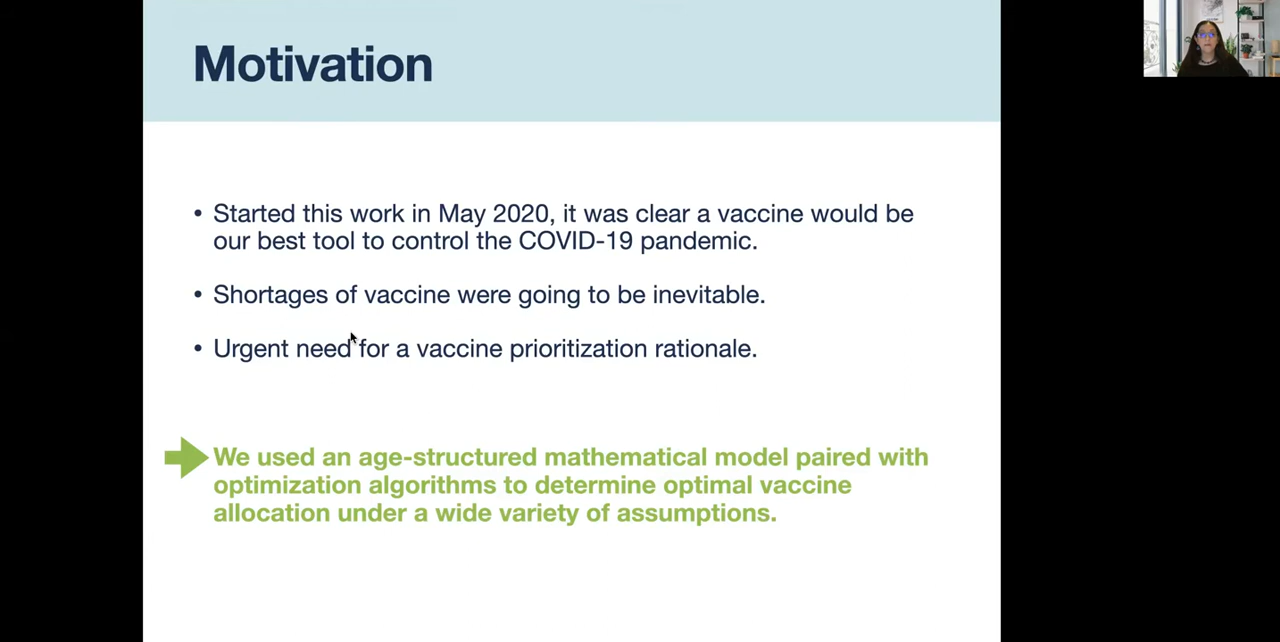 Motivation
• Started this work in May 2020, it was clear a vaccine would be
our best tool to control the COVID-19 pandemic.
• Shortages of vaccine were going to be inevitable.
• Urgent need for a vaccine prioritization rationale.
We used an age-structured mathematical model paired with
optimization algorithms to determine optimal vaccine
allocation under a wide variety of assumptions.